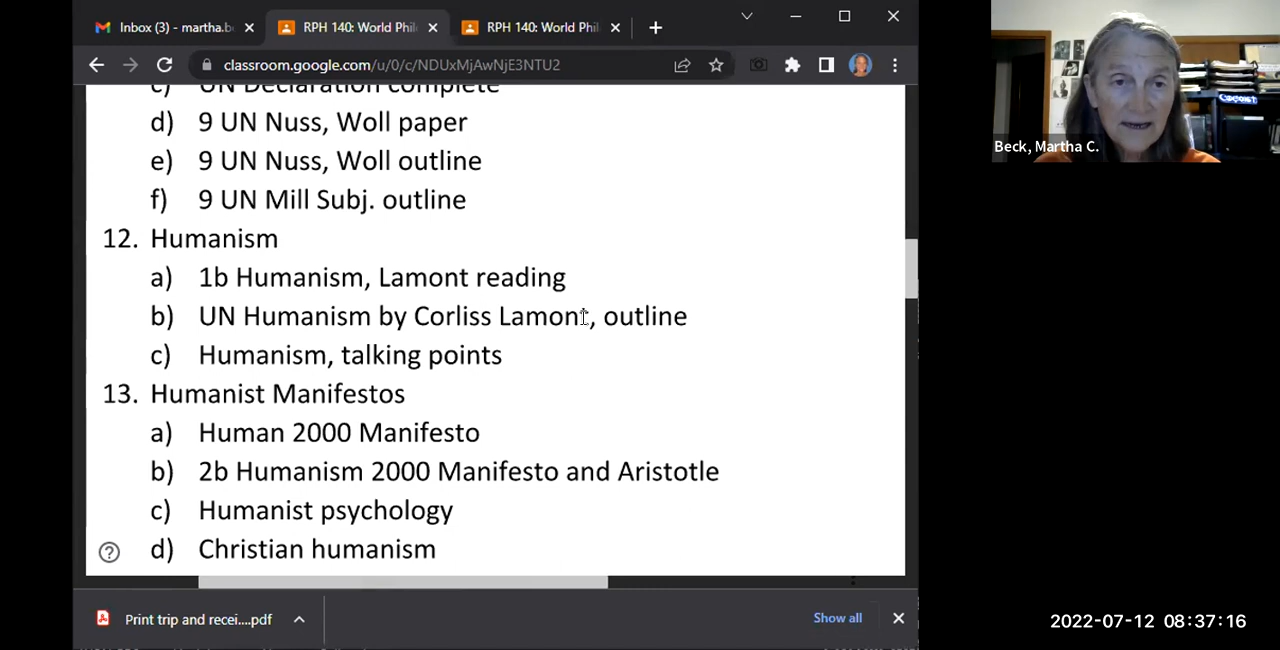 Inbox (3) - martha.be
RPH 140: World Phil
RPH 140: World Phil
classroom.google.com/u/0/c/NDUxMjAwNjE3NTU2
c) UN Declaration complete
d) 9 UN Nuss, Woll paper
e) 9 UN Nuss, Woll outline
f) 9 UN Mill Subj. outline
12. Humanism
a) 1b Humanism, Lamont reading
b) UN Humanism by Corliss Lamont, outline
c) Humanism, talking points
13. Humanist Manifestos
a) Human 2000 Manifesto
b) 2b Humanism 2000 Manifesto and Aristotle
c) Humanist psychology
d) Christian humanism
Print trip and recei....pdf
Show all
Beck, Martha C.
2022-07-12 08:37:16